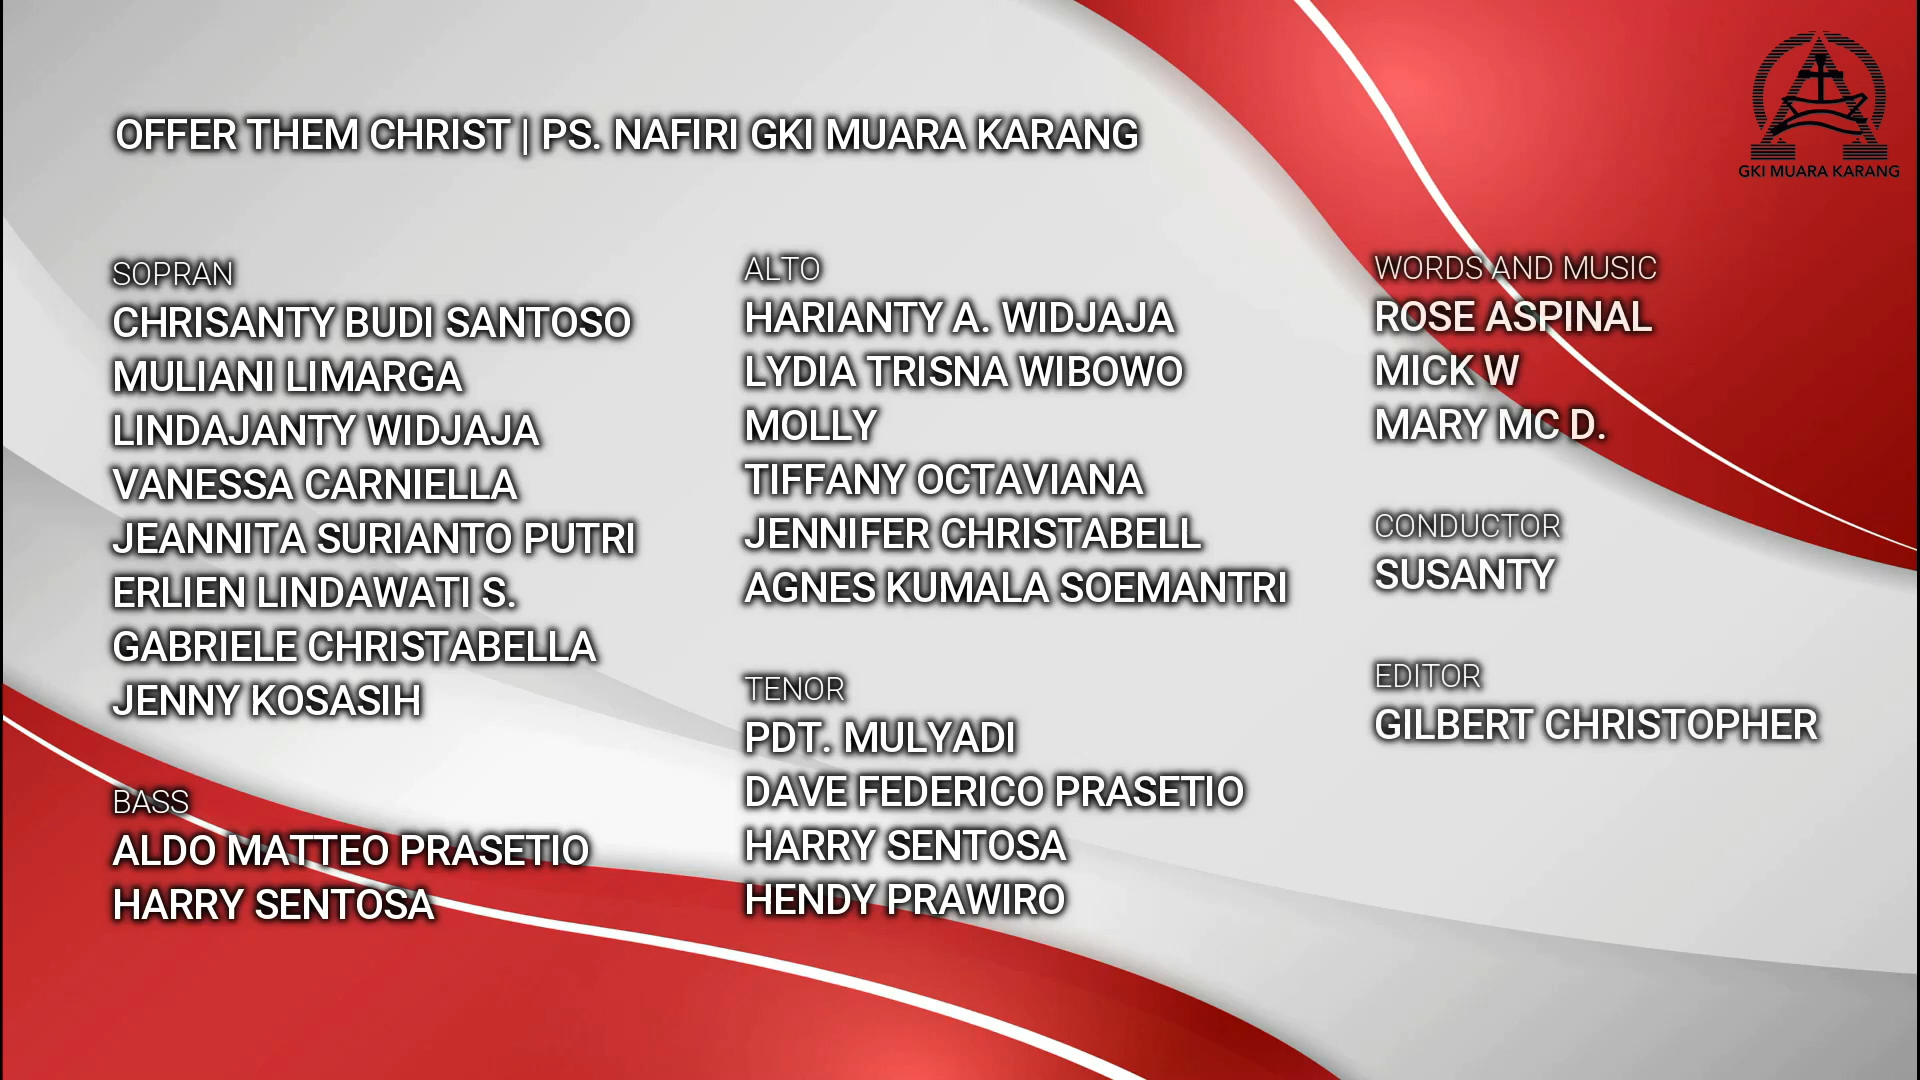 OFFER THEM CHRIST | PS. NAFIRI GKI MUARA KARANG
GKI MUARA KARANG
SOPRAN
CHRISANTY BUDI SANTOSO
MULIANI LIMARGA
LINDAJANTY WIDJAJA
VANESSA CARNIELLA
JEANNITA SURIANTO PUTRI
ERLIEN LINDAWATI S.
GABRIELE CHRISTABELLA
JENNY KOSASIH
BASS
ALDO MATTEO PRASETIO
HARRY SENTOSA
ALTO
HARIANTY A. WIDJAJA
LYDIA TRISNA WIBOWO
MOLLY
TIFFANY OCTAVIANA
JENNIFER CHRISTABELL
AGNES KUMALA SOEMANTRI
TENOR
PDT. MULYADI
DAVE FEDERICO PRASETIO
HARRY SENTOSA
HENDY PRAWIRO
WORDS AND MUSIC
ROSE ASPINAL
MICK W
MARY MC D.
CONDUCTOR
SUSANTY
EDITOR
GILBERT CHRISTOPHER